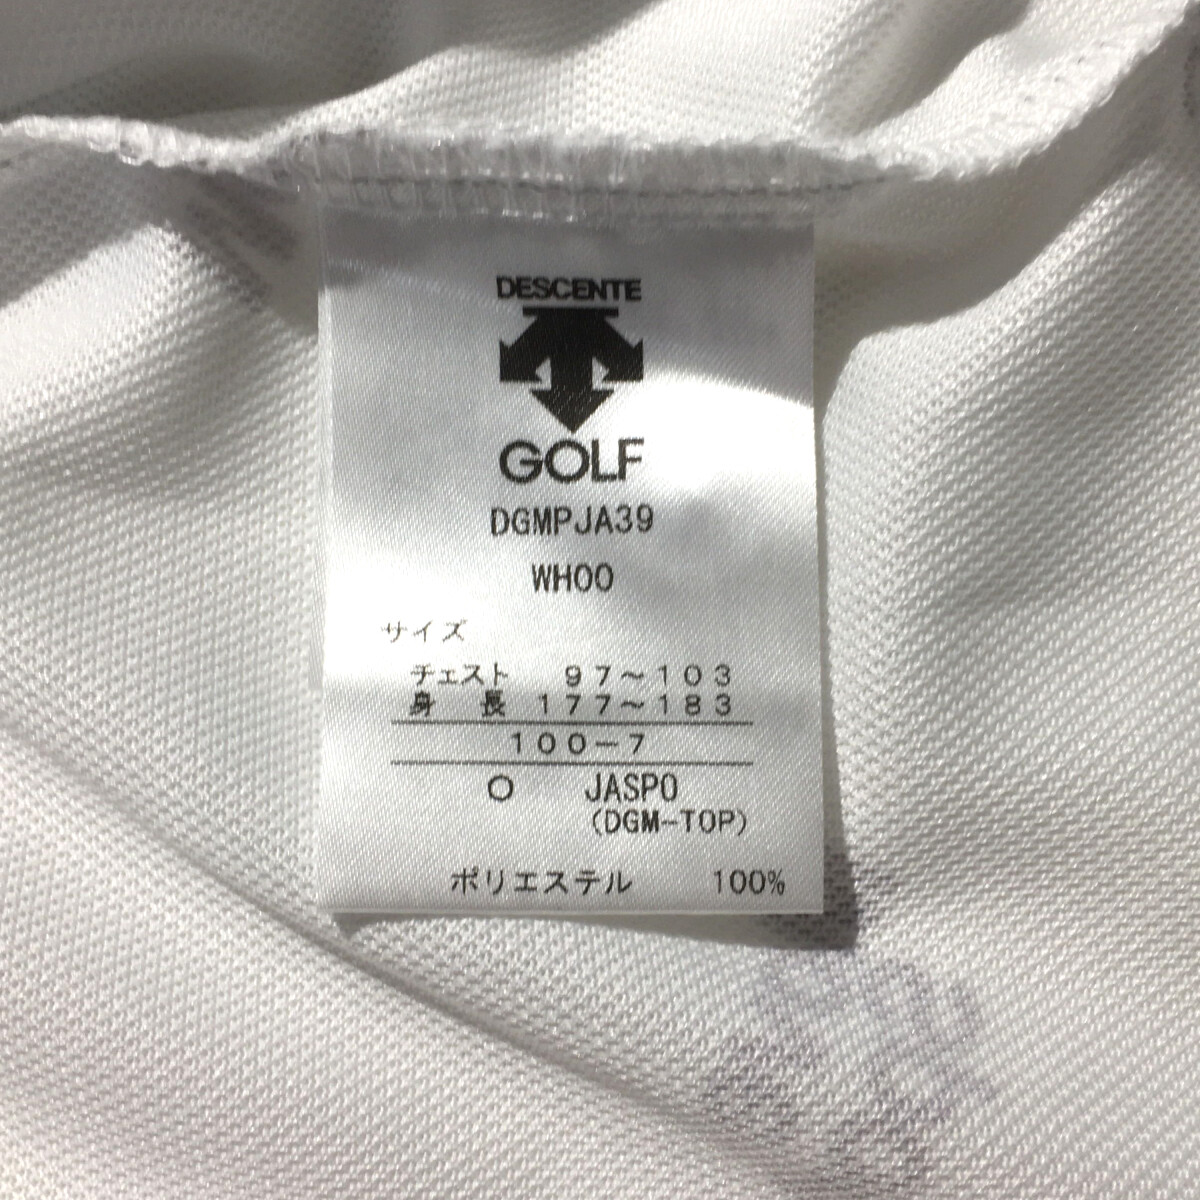 DESCENTE
GOLF
DGMPJA39
WH00
サイズ
チェスト 97～103
身長 177～183
100－7
○ JASPO
(DGM-TOP)
ポリエステル 100%